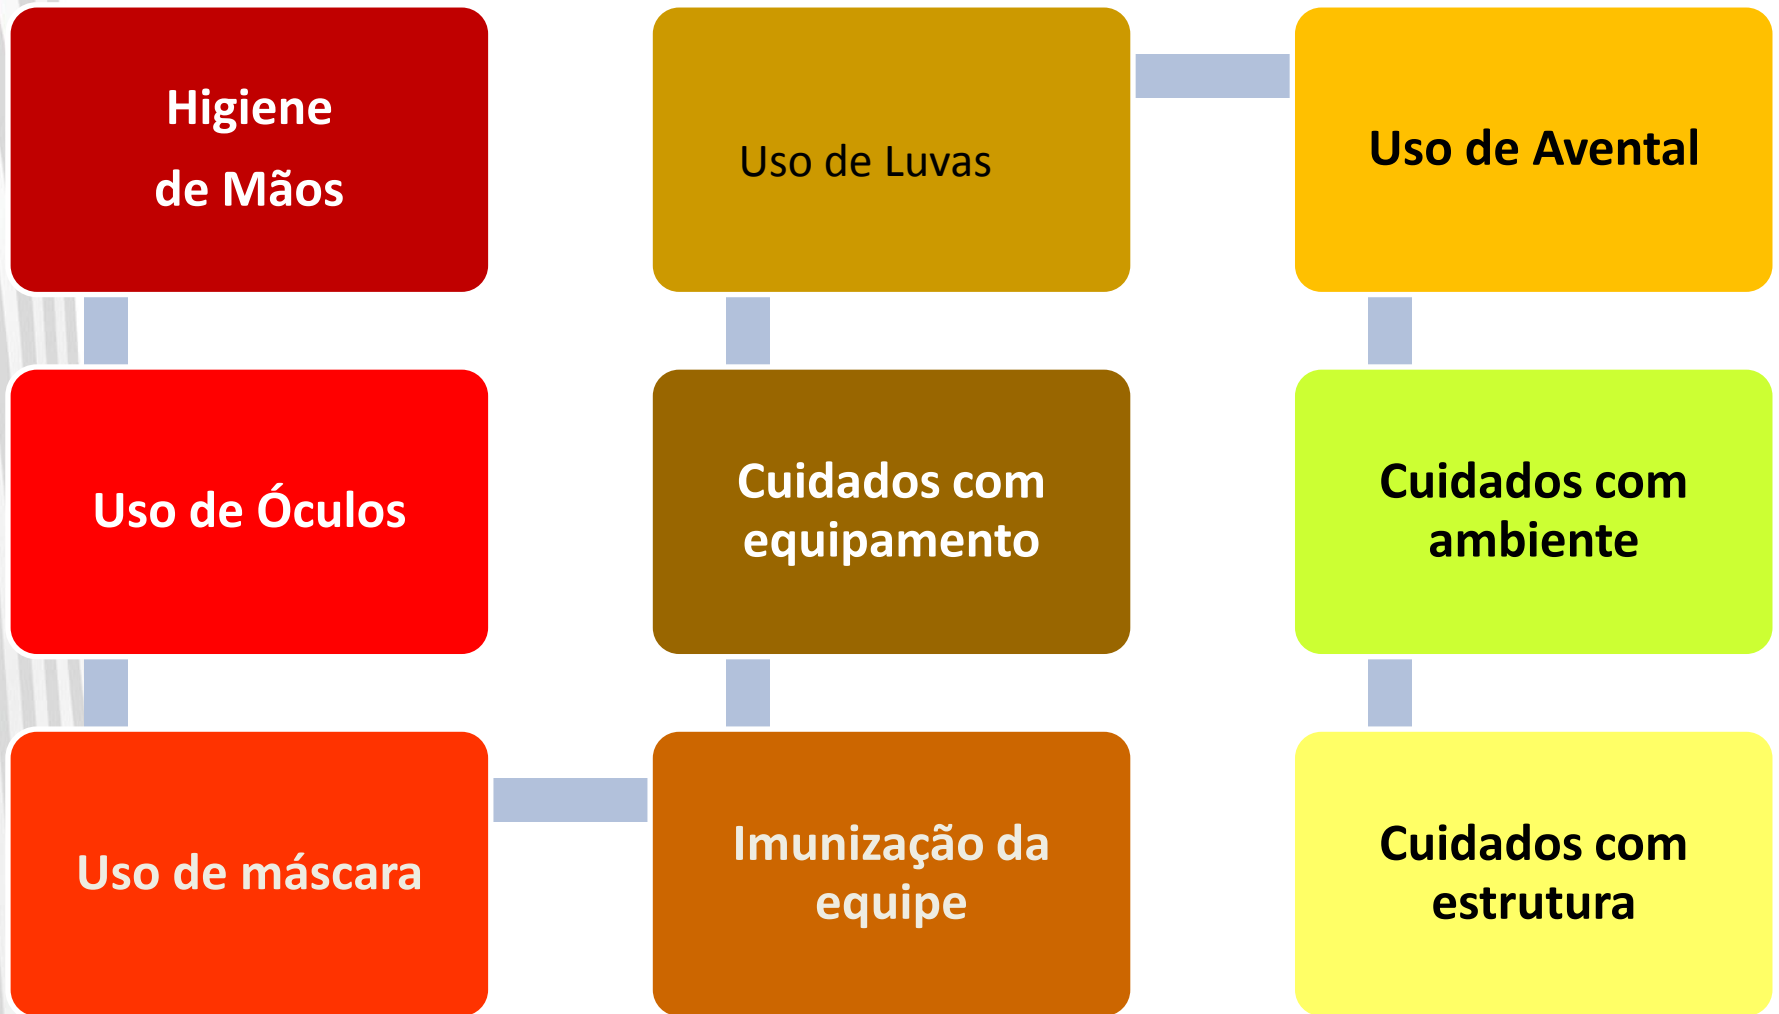 Higiene
de Mãos
Uso de Óculos
Uso de máscara
Imunização da
equipe
Cuidados com
equipamento
Uso de Luvas
Uso de Avental
Cuidados com
ambiente
Cuidados com
estrutura